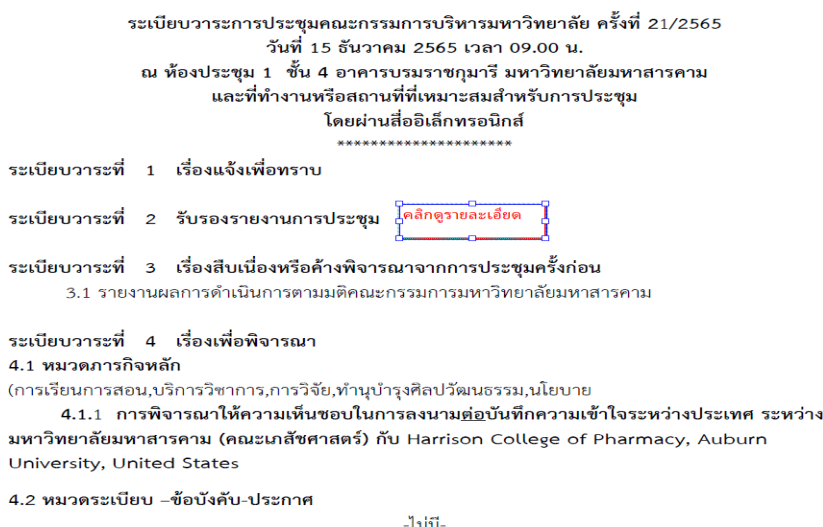 ระเบียบวาระการประชุมคณะกรรมการบริหารมหาวิทยาลัย ครั้งที่ 21/2565
วันที่ 15 ธันวาคม 2565 เวลา 09.00 น.
ณ ห้องประชุม 1 ชั้น 4 อาคารบรมราชกุมารี มหาวิทยาลัยมหาสารคาม
และที่ทำงานหรือสถานที่ที่เหมาะสมสำหรับการประชุม
โดยผ่านสื่ออิเล็กทรอนิกส์
*********************
ระเบียบวาระที่ 1 เรื่องแจ้งเพื่อทราบ
ระเบียบวาระที่ 2 รับรองรายงานการประชุม คลิกดูรายละเอียด
ระเบียบวาระที่ 3 เรื่องสืบเนื่องหรือค้างพิจารณาจากการประชุมครั้งก่อน
3.1 รายงานผลการดำเนินการตามมติคณะกรรมการมหาวิทยาลัยมหาสารคาม
ระเบียบวาระที่ 4 เรื่องเพื่อพิจารณา
4.1 หมวดภารกิจหลัก
(การเรียนการสอน,บริการวิชาการ,การวิจัย,ทำนุบำรุงศิลปวัฒนธรรม,นโยบาย
4.1.1 การพิจารณาให้ความเห็นชอบในการลงนามต่อบันทึกความเข้าใจระหว่างประเทศ ระหว่าง
มหาวิทยาลัยมหาสารคาม (คณะเภสัชศาสตร์) กับ Harrison College of Pharmacy, Auburn
University, United States
4.2 หมวดระเบียบ –ข้อบังคับ-ประกาศ
-ไม่มี-